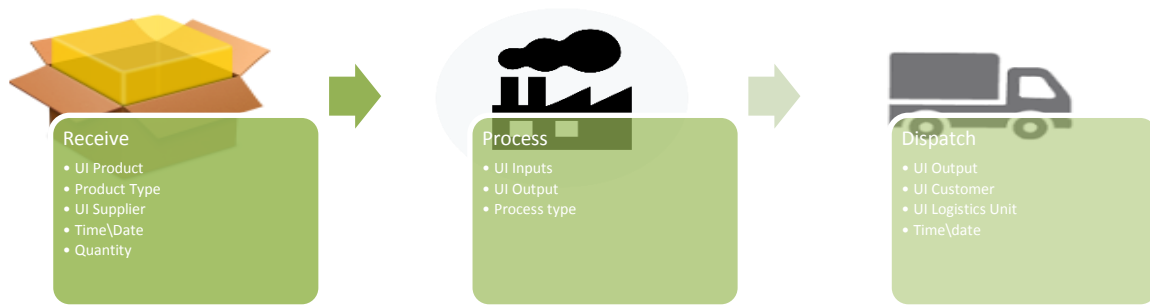 Receive
• UI Product
• Product Type
• UI Supplier
• Time\Date
• Quantity
Process
• UI Inputs
• UI Output
• Process type
Dispatch
• UI Output
• UI Customer
• UI Logistics Unit
• Time\date